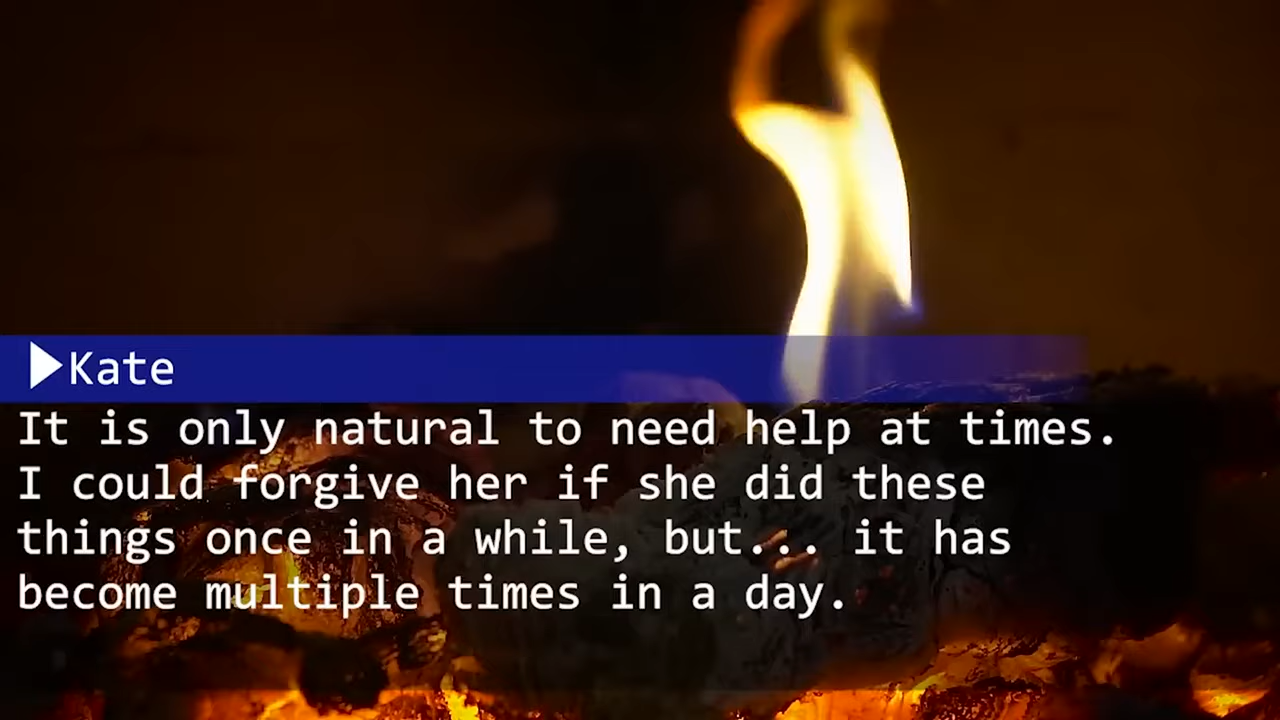 ▶Kate
It is only natural to need help at times.
I could forgive her if she did these
things once in a while, but... it has
become multiple times in a day.